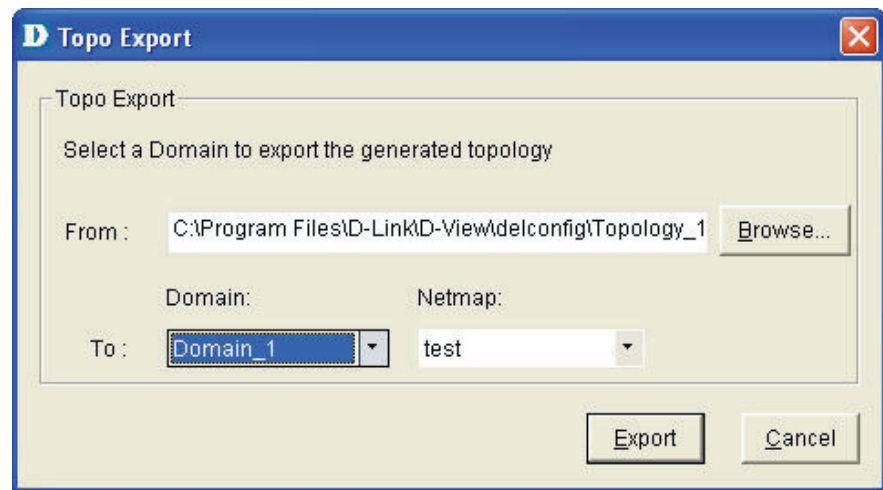 D Topo Export
Topo Export
Select a Domain to export the generated topology
From : C:\Program Files\D-Link\D-View\delconfig\Topology_1 Browse...
Domain: Netmap:
To : Domain_1 test
Export Cancel